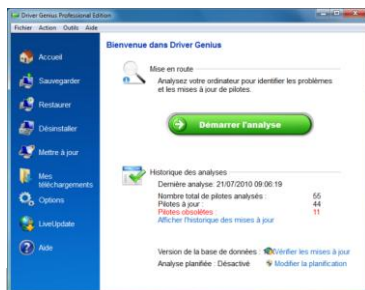 Driver Genius Professional Edition
Fichier Action Outils Aide
Accueil
Sauvegarder
Restaurer
Désinstaller
Mettre à jour
Mes
téléchargements
Options
LiveUpdate
Aide
Bienvenue dans Driver Genius
Mise en route
Analysez votre ordinateur pour identifier les problèmes
et les mises à jour de pilotes.
Démarrer l'analyse
Historique des analyses
Dernière analyse: 21/07/2010 09:06:19
Nombre total de pilotes analysés : 55
Pilotes à jour : 44
Pilotes obsolètes : 11
Afficher l'historique des mises à jour
Version de la base de données : Vérifier les mises à jour
Analyse planifiée : Désactivé Modifier la planification